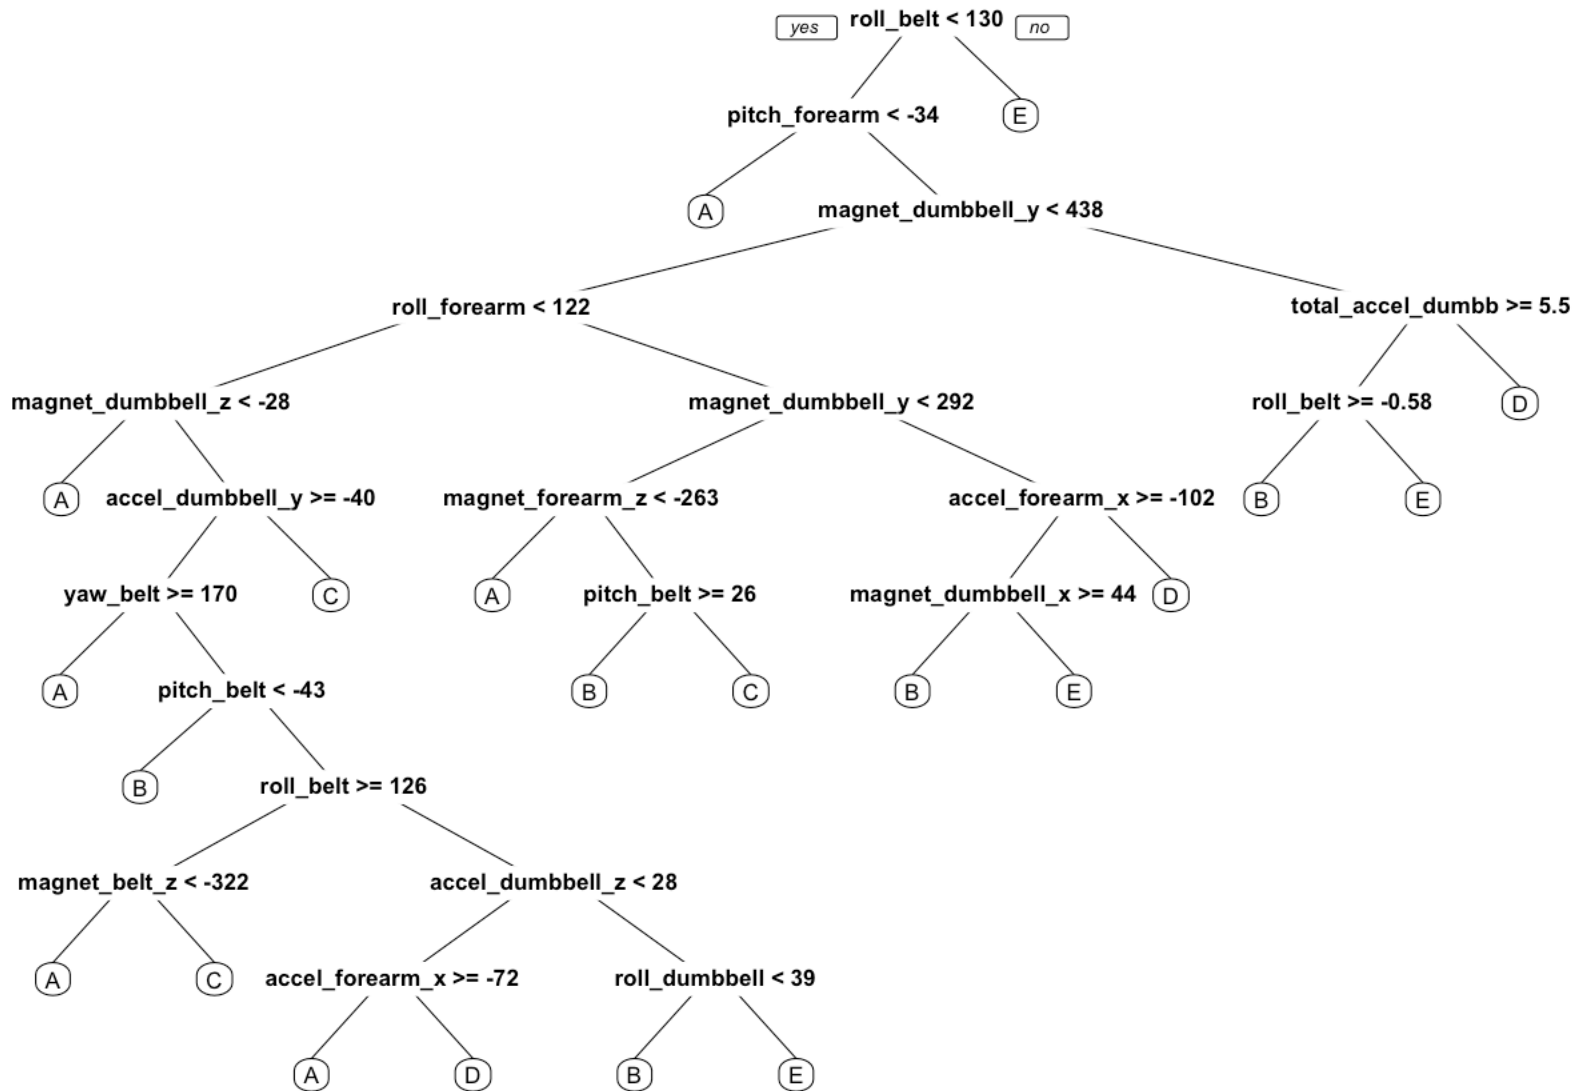 yes roll_belt < 130 no
pitch_forearm < -34 E
A magnet_dumbbell_y < 438
roll_forearm < 122 total_accel_dumbb >= 5.5
magnet_dumbbell_z < -28 magnet_dumbbell_y < 292 roll_belt >= -0.58 D
A accel_dumbbell_y >= -40 magnet_forearm_z < -263 accel_forearm_x >= -102 B E
yaw_belt >= 170 C A pitch_belt >= 26 magnet_dumbbell_x >= 44 D
A pitch_belt < -43 B C B E
B roll_belt >= 126
magnet_belt_z < -322 accel_dumbbell_z < 28
A C accel_forearm_x >= -72 roll_dumbbell < 39
A D B E